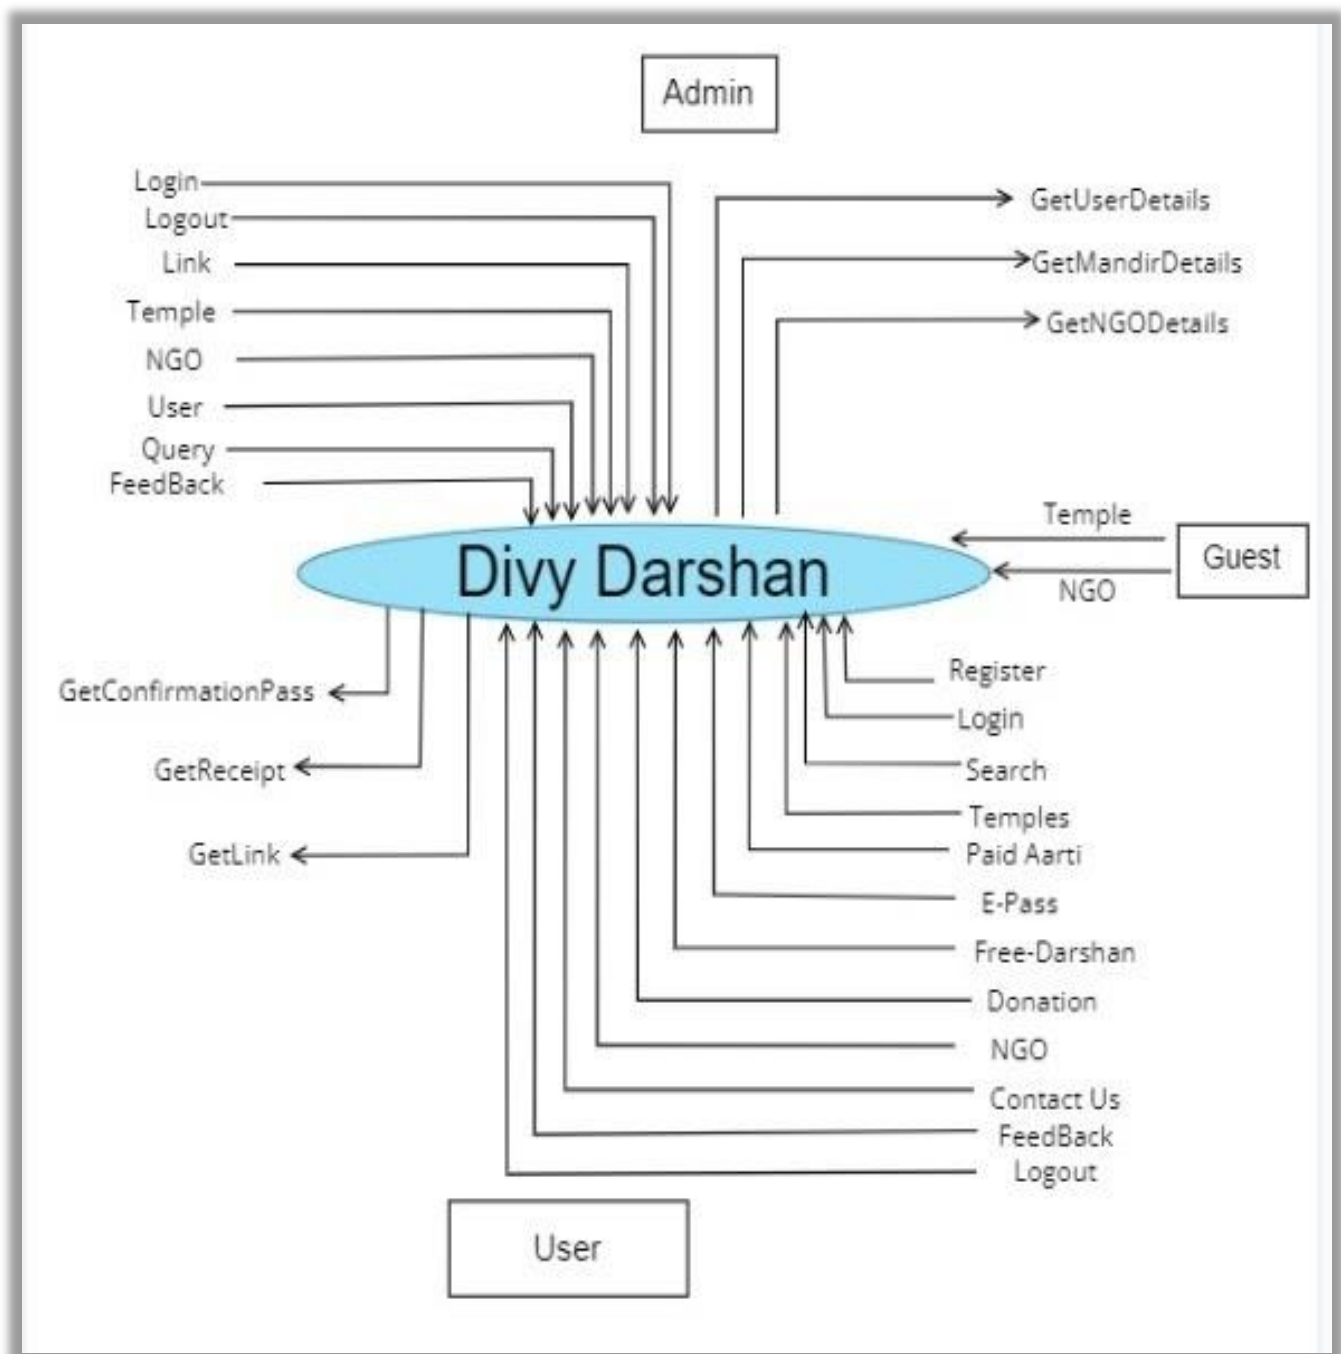 Admin
Login
Logout
Link
Temple
NGO
User
Query
FeedBack
GetUserDetails
GetMandirDetails
GetNGODetails
Divy Darshan
Temple
NGO
Guest
GetConfirmationPass
GetReceipt
GetLink
Register
Login
Search
Temples
Paid Aarti
E-Pass
Free-Darshan
Donation
NGO
Contact Us
FeedBack
Logout
User